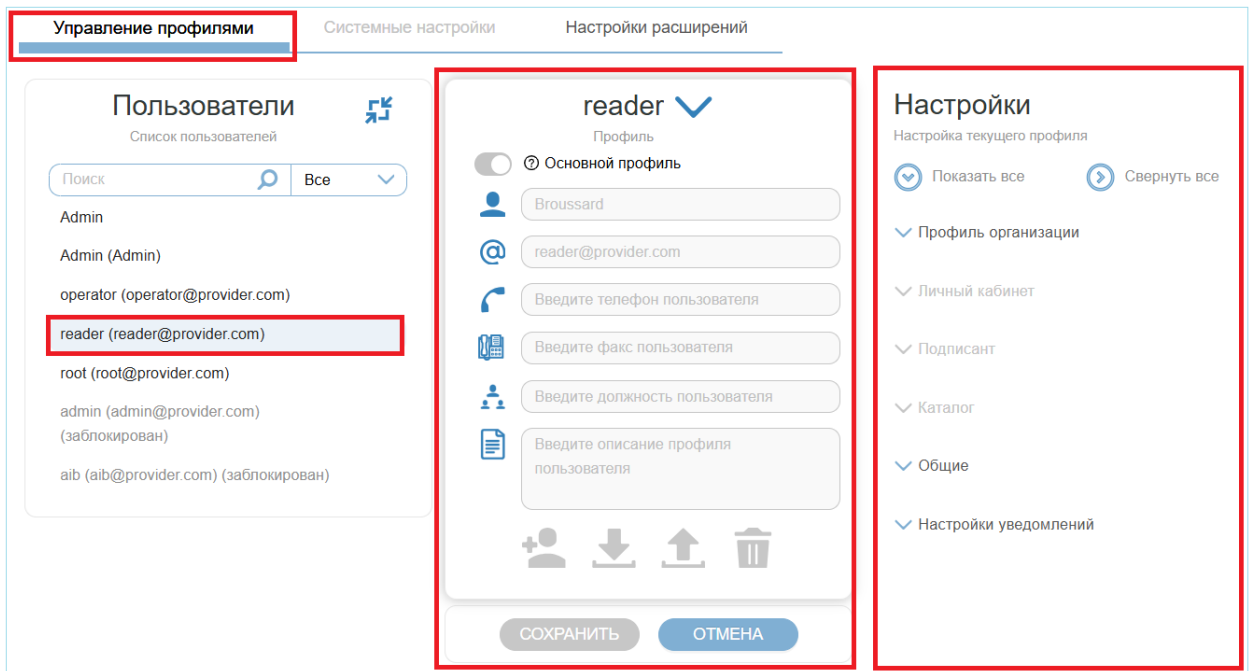 Управление профилями
Системные настройки
Настройки расширений
Пользователи
Список пользователей
Поиск
Все
Admin
Admin (Admin)
operator (operator@provider.com)
reader (reader@provider.com)
root (root@provider.com)
admin (admin@provider.com)
(заблокирован)
aib (aib@provider.com) (заблокирован)
reader
Профиль
Основной профиль
Broussard
reader@provider.com
Введите телефон пользователя
Введите факс пользователя
Введите должность пользователя
Введите описание профиля
пользователя
СОХРАНИТЬ
ОТМЕНА
Настройки
Настройка текущего профиля
Показать все
Свернуть все
Профиль организации
Личный кабинет
Подписант
Каталог
Общие
Настройки уведомлений